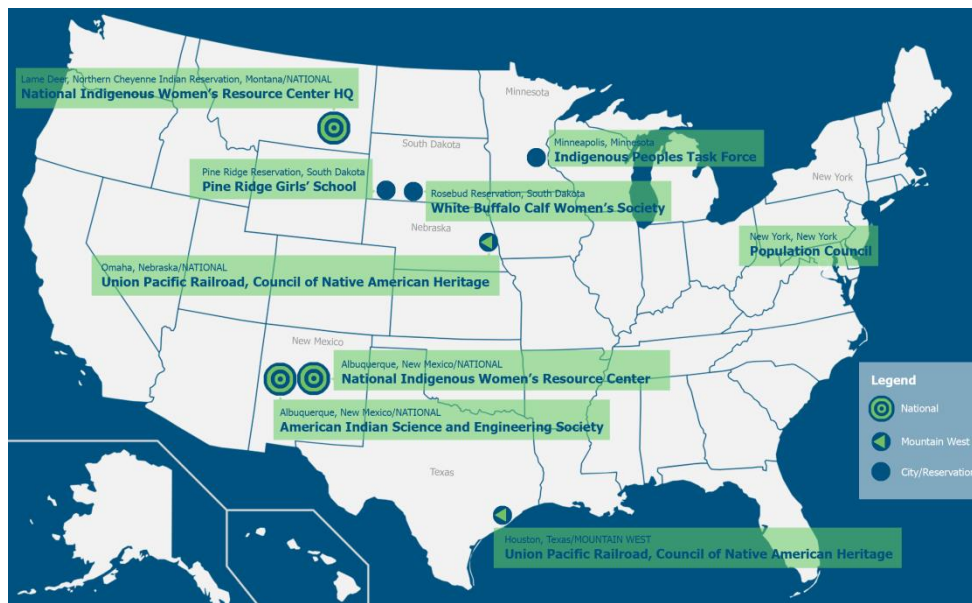 Lame Deer, Northern Cheyenne Indian Reservation, Montana/NATIONAL
National Indigenous Women's Resource Center HQ
Minnesota
South Dakota
Minneapolis, Minnesota
Indigenous Peoples Task Force
Pine Ridge Reservation, South Dakota
Pine Ridge Girls' School
Rosebud Reservation, South Dakota
White Buffalo Calf Women's Society
New York
Nebraska
New York, New York
Population Council
Omaha, Nebraska/NATIONAL
Union Pacific Railroad, Council of Native American Heritage
New Mexico
Albuquerque, New Mexico/NATIONAL
National Indigenous Women's Resource Center
Albuquerque, New Mexico/NATIONAL
American Indian Science and Engineering Society
Legend
National
Mountain West
City/Reservation
Texas
Houston, Texas/MOUNTAIN WEST
Union Pacific Railroad, Council of Native American Heritage